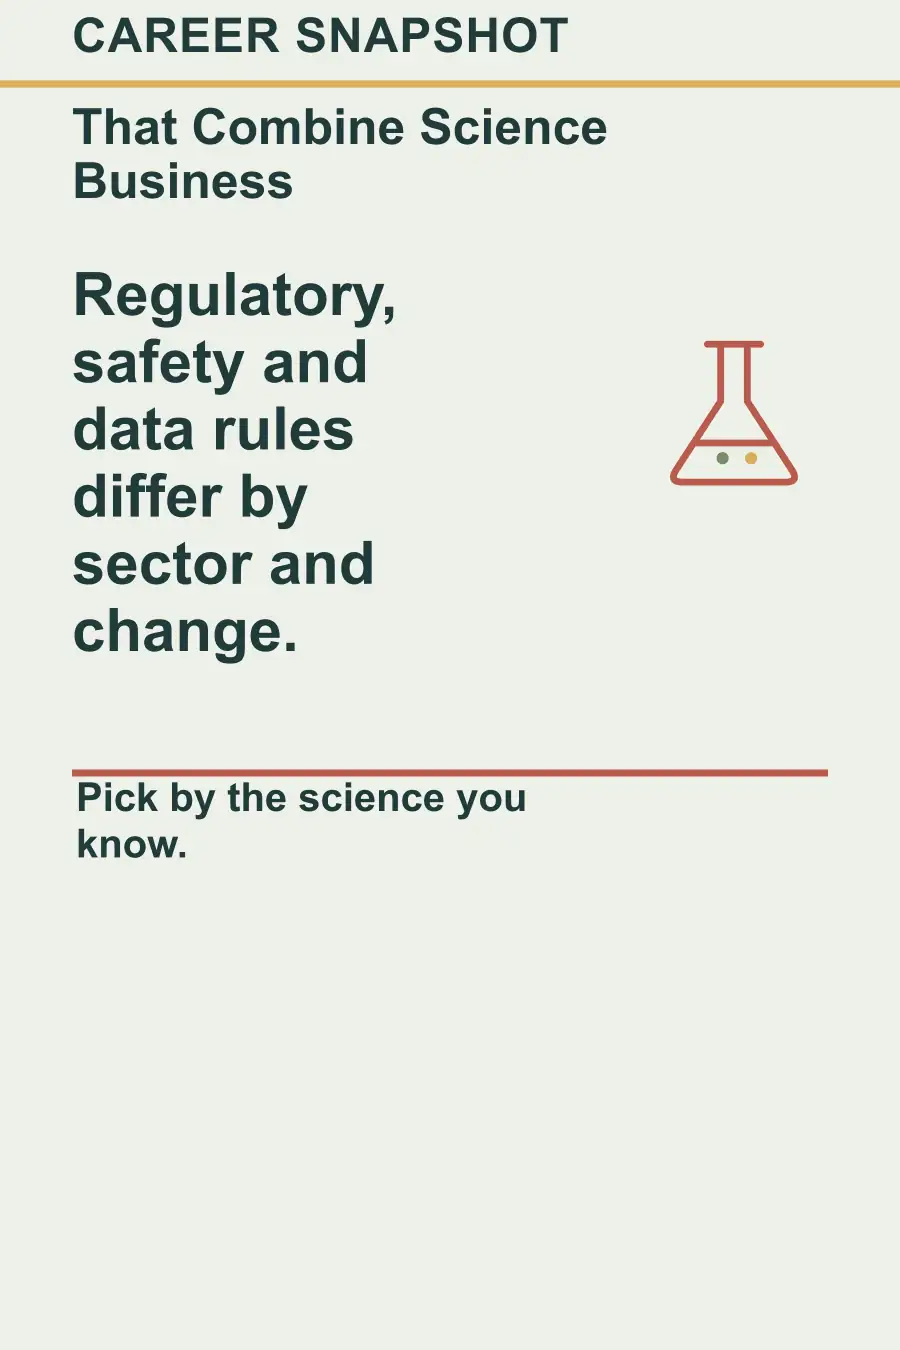 CAREER SNAPSHOT
That Combine Science
Business
Regulatory,
safety and
data rules
differ by
sector and
change.
Pick by the science you
know.